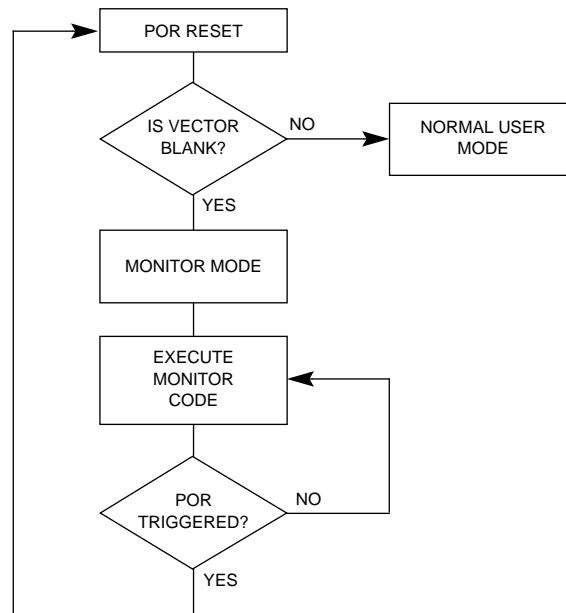 POR RESET
IS VECTOR
BLANK?
NO
NORMAL USER
MODE
YES
MONITOR MODE
EXECUTE
MONITOR
CODE
POR
TRIGGERED?
NO
YES